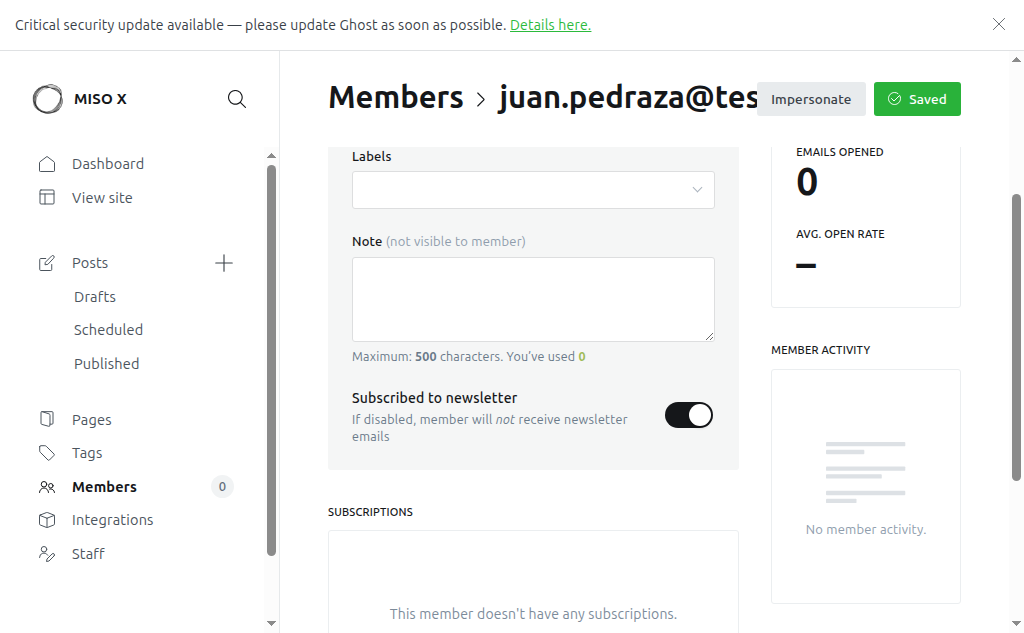 Critical security update available — please update Ghost as soon as possible. Details here.
MISO X
Dashboard
View site
Posts
Drafts
Scheduled
Published
Pages
Tags
Members
0
Integrations
Staff
Members > juan.pedraza@tes
Impersonate
Saved
Labels
Note (not visible to member)
Maximum: 500 characters. You've used 0
Subscribed to newsletter
If disabled, member will not receive newsletter
emails
SUBSCRIPTIONS
This member doesn't have any subscriptions.
EMAILS OPENED
0
AVG. OPEN RATE
–
MEMBER ACTIVITY
No member activity.